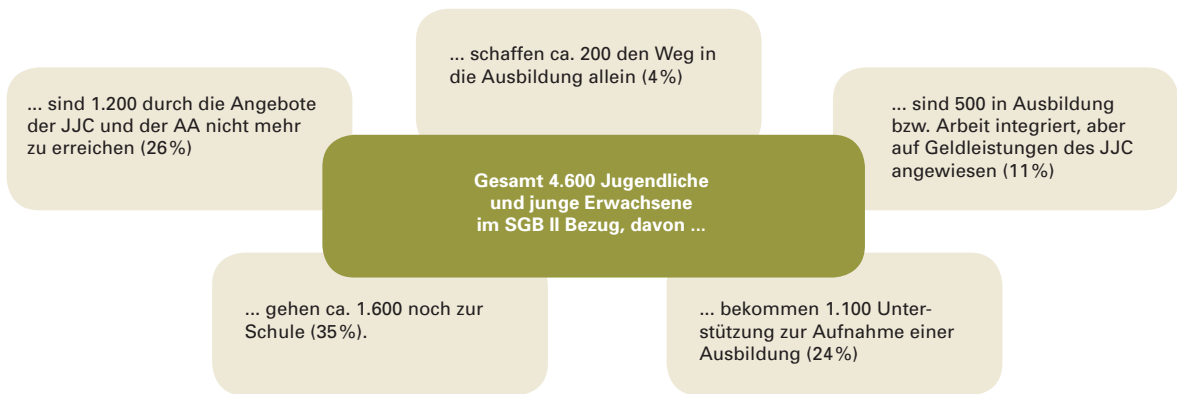 ... schaffen ca. 200 den Weg in
die Ausbildung allein (4%)
... sind 1.200 durch die Angebote
der JJC und der AA nicht mehr
zu erreichen (26%)
... sind 500 in Ausbildung
bzw. Arbeit integriert, aber
auf Geldleistungen des JJC
angewiesen (11%)
Gesamt 4.600 Jugendliche
und junge Erwachsene
im SGB II Bezug, davon ...
... gehen ca. 1.600 noch zur
Schule (35%).
... bekommen 1.100 Unter-
stützung zur Aufnahme einer
Ausbildung (24%)